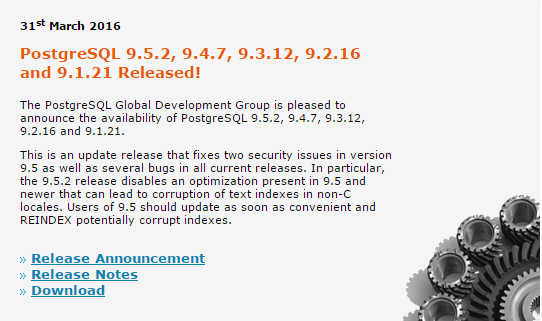 31st March 2016
PostgreSQL 9.5.2, 9.4.7, 9.3.12, 9.2.16
and 9.1.21 Released!
The PostgreSQL Global Development Group is pleased to
announce the availability of PostgreSQL 9.5.2, 9.4.7, 9.3.12,
9.2.16 and 9.1.21.
This is an update release that fixes two security issues in version
9.5 as well as several bugs in all current releases. In particular,
the 9.5.2 release disables an optimization present in 9.5 and
newer that can lead to corruption of text indexes in non-C
locales. Users of 9.5 should update as soon as convenient and
REINDEX potentially corrupt indexes.
» Release Announcement
» Release Notes
» Download